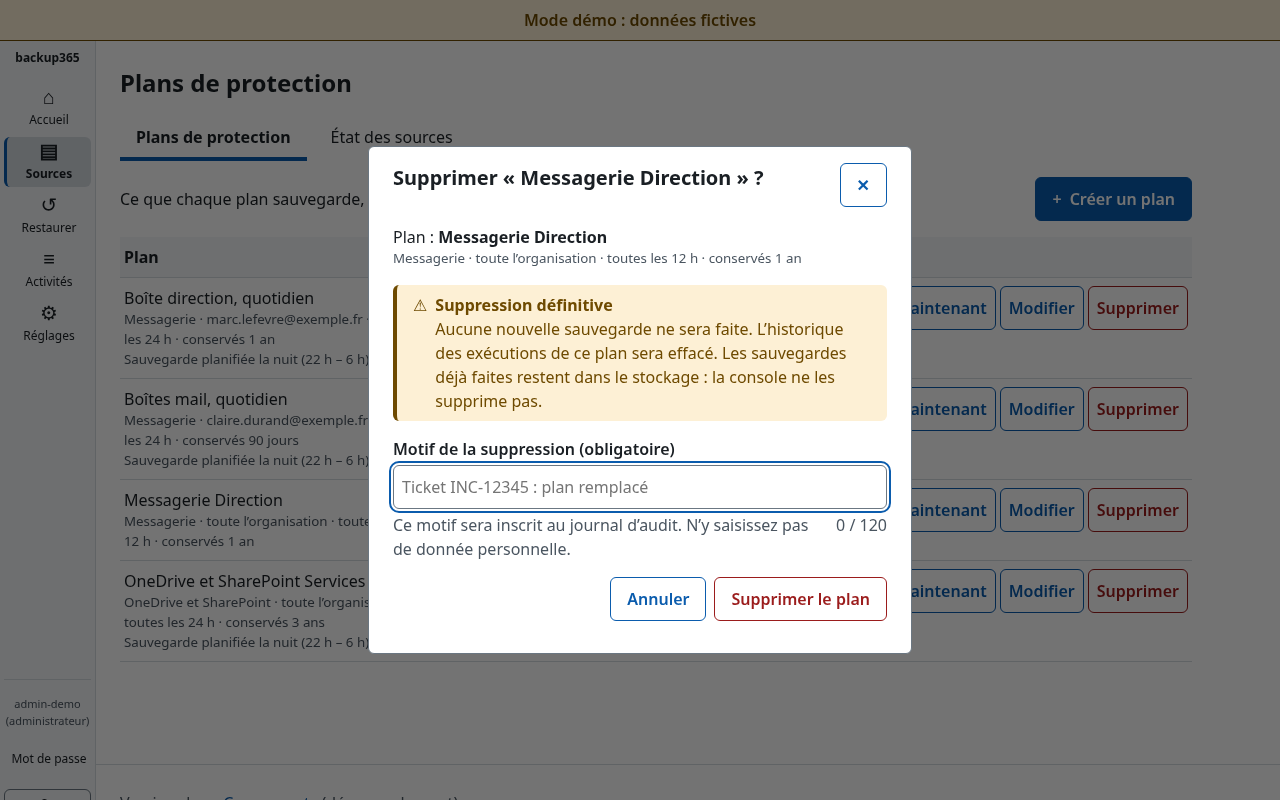 Mode démo : données fictives
backup365
Accueil
Sources
Restaurer
Activités
Réglages
admin-demo
(administrateur)
Mot de passe
Plans de protection
Plans de protection
État des sources
Ce que chaque plan sauvegarde,
+ Créer un plan
Plan
Boîte direction, quotidien
Messagerie · marc.lefevre@exemple.fr ·
les 24 h · conservés 1 an
Sauvegarde planifiée la nuit (22 h – 6 h)
Modifier
Supprimer
Boîtes mail, quotidien
Messagerie · claire.durand@exemple.fr
les 24 h · conservés 90 jours
Sauvegarde planifiée la nuit (22 h – 6 h)
Modifier
Supprimer
Messagerie Direction
Messagerie · toute l’organisation ·
12 h · conservés 1 an
Modifier
Supprimer
OneDrive et SharePoint Services
OneDrive et SharePoint · toute
toutes les 24 h · conservés 3 ans
Sauvegarde planifiée la nuit (22 h – 6 h)
Modifier
Supprimer
Supprimer « Messagerie Direction » ?
×
Plan : Messagerie Direction
Messagerie · toute l’organisation · toutes les 12 h · conservés 1 an
⚠ Suppression définitive
Aucune nouvelle sauvegarde ne sera faite. L’historique
des exécutions de ce plan sera effacé. Les sauvegardes
déjà faites restent dans le stockage : la console ne les
supprime pas.
Motif de la suppression (obligatoire)
Ticket INC-12345 : plan remplacé
Ce motif sera inscrit au journal d’audit. N’y saisissez pas
de donnée personnelle.
0 / 120
Annuler
Supprimer le plan